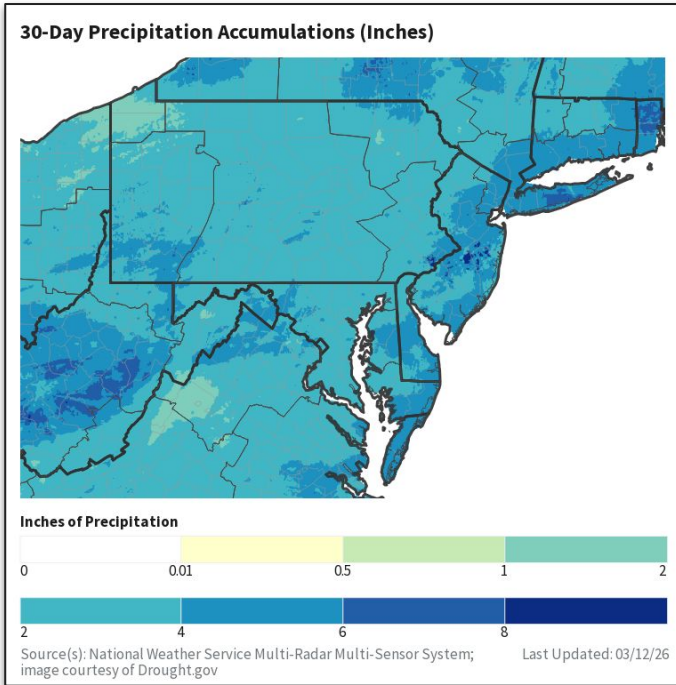 30-Day Precipitation Accumulations (Inches)
Inches of Precipitation
0 0.01 0.5 1 2
2 4 6 8
Source(s): National Weather Service Multi-Radar Multi-Sensor System; Last Updated: 03/12/26
image courtesy of Drought.gov